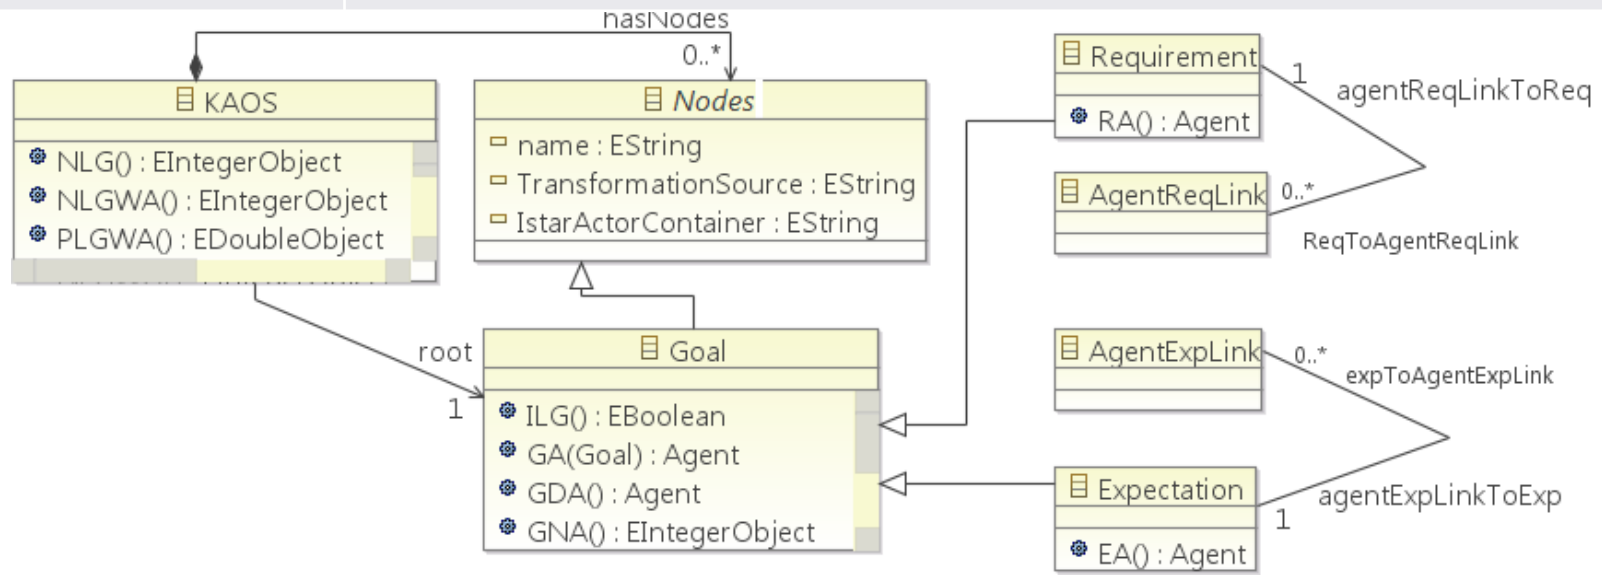 hasNodes
0..*
KAOS
NLG() : EIntegerObject
NLGWA() : EIntegerObject
PLGWA() : EDoubleObject
Nodes
name : EString
TransformationSource : EString
IstarActorContainer : EString
Requirement
RA() : Agent
1
agentReqLinkToReq
AgentReqLink
0..*
ReqToAgentReqLink
root
1
Goal
ILG() : EBoolean
GA(Goal) : Agent
GDA() : Agent
GNA() : EIntegerObject
AgentExpLink
0..*
expToAgentExpLink
Expectation
EA() : Agent
1
agentExpLinkToExp